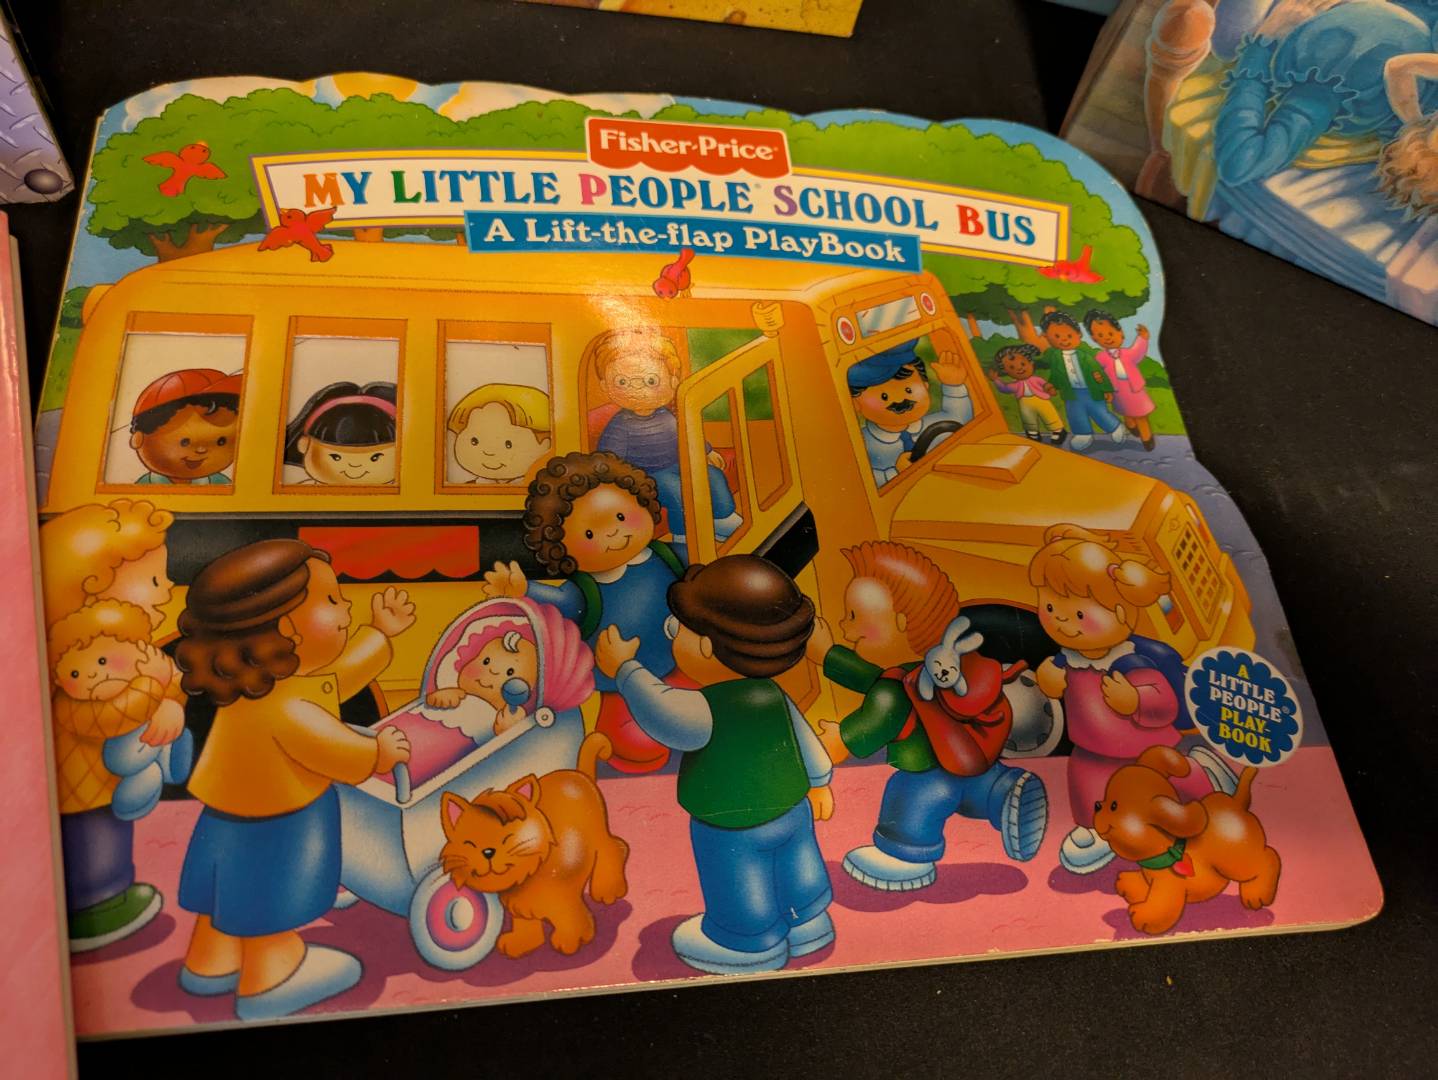 Fisher-Price®
MY LITTLE PEOPLE® SCHOOL BUS
A Lift-the-flap PlayBook
A
LITTLE
PEOPLE®
PLAY-
BOOK